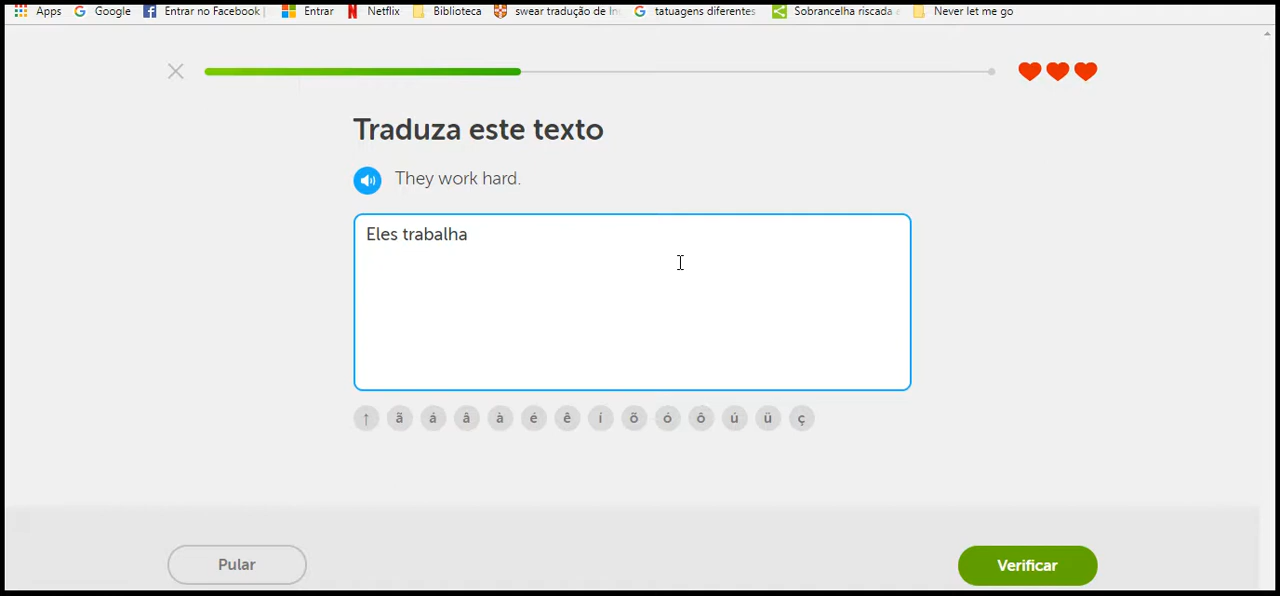 Apps Google Entrar no Facebook | Entrar Netflix Biblioteca swear tradução de In tatuagens diferentes Sobrancelha riscada e Never let me go
Traduza este texto
They work hard.
Eles trabalha
↑ ã á â à é ê í õ ó ô ú ü ç
Pular Verificar